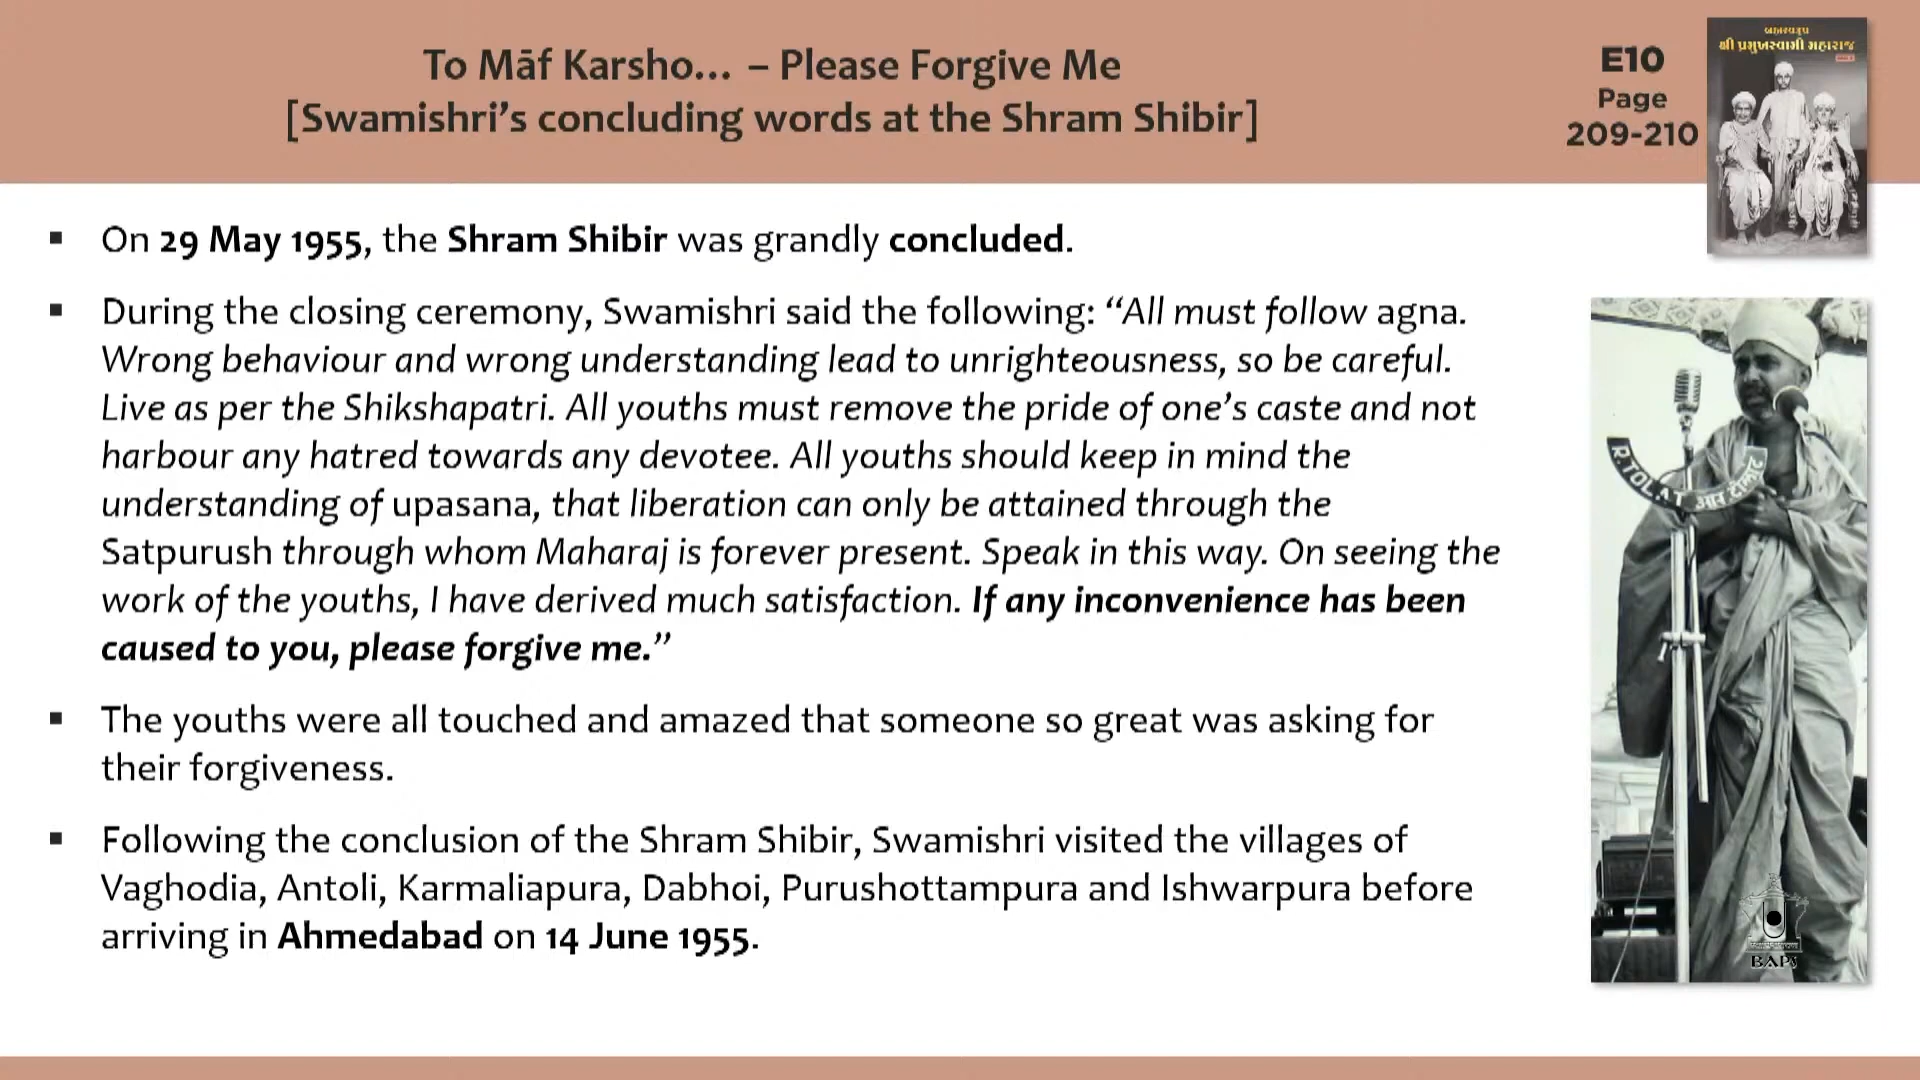 To Māf Karsho... – Please Forgive Me
[Swamishri’s concluding words at the Shram Shibir]
E10
Page
209-210
બ્રહ્મસ્વરૂપ
શ્રી પ્રમુખસ્વામી મહારાજ
▪ On 29 May 1955, the Shram Shibir was grandly concluded.
▪ During the closing ceremony, Swamishri said the following: “All must follow agna.
Wrong behaviour and wrong understanding lead to unrighteousness, so be careful.
Live as per the Shikshapatri. All youths must remove the pride of one’s caste and not
harbour any hatred towards any devotee. All youths should keep in mind the
understanding of upasana, that liberation can only be attained through the
Satpurush through whom Maharaj is forever present. Speak in this way. On seeing the
work of the youths, I have derived much satisfaction. If any inconvenience has been
caused to you, please forgive me.”
▪ The youths were all touched and amazed that someone so great was asking for
their forgiveness.
▪ Following the conclusion of the Shram Shibir, Swamishri visited the villages of
Vaghodia, Antoli, Karmaliapura, Dabhoi, Purushottampura and Ishwarpura before
arriving in Ahmedabad on 14 June 1955.
R.TOLAT
आर टोलाट
BAPS